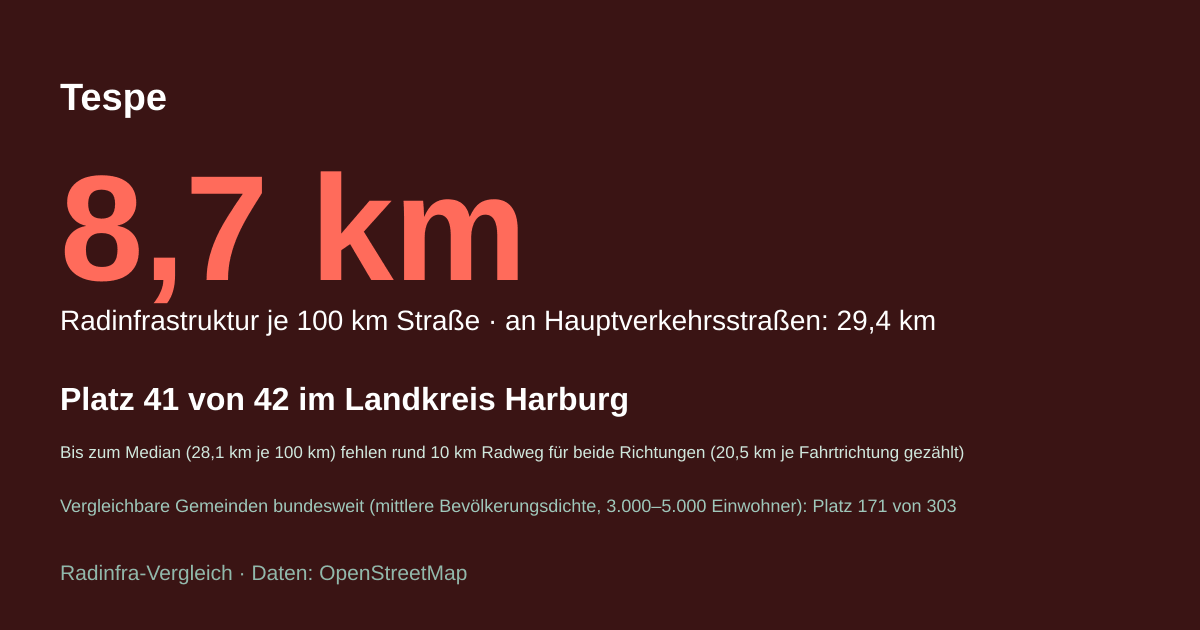 Tespe
8,7 km
Radinfrastruktur je 100 km Straße · an Hauptverkehrsstraßen: 29,4 km
Platz 41 von 42 im Landkreis Harburg
Bis zum Median (28,1 km je 100 km) fehlen rund 10 km Radweg für beide Richtungen (20,5 km je Fahrtrichtung gezählt)
Vergleichbare Gemeinden bundesweit (mittlere Bevölkerungsdichte, 3.000–5.000 Einwohner): Platz 171 von 303
Radinfra-Vergleich · Daten: OpenStreetMap